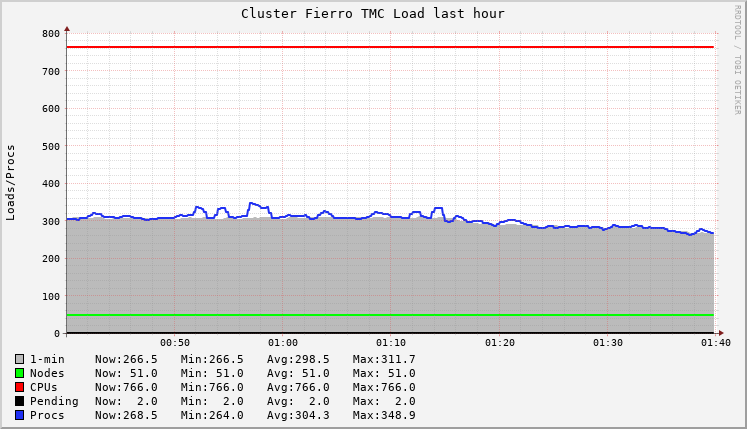 Cluster Fierro TMC Load last hour
RRDTOOL / TOBI OETIKER
Loads/Procs
800
700
600
500
400
300
200
100
0
00:50 01:00 01:10 01:20 01:30 01:40
1-min Now:266.5 Min:266.5 Avg:298.5 Max:311.7
Nodes Now: 51.0 Min: 51.0 Avg: 51.0 Max: 51.0
CPUs Now:766.0 Min:766.0 Avg:766.0 Max:766.0
Pending Now: 2.0 Min: 2.0 Avg: 2.0 Max: 2.0
Procs Now:268.5 Min:264.0 Avg:304.3 Max:348.9